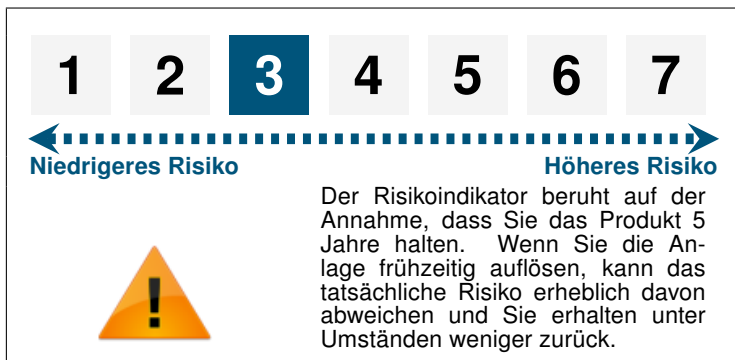 1 2 3 4 5 6 7
Niedrigeres Risiko Höheres Risiko
Der Risikoindikator beruht auf der
Annahme, dass Sie das Produkt 5
Jahre halten. Wenn Sie die An-
lage frühzeitig auflösen, kann das
tatsächliche Risiko erheblich davon
abweichen und Sie erhalten unter
Umständen weniger zurück.
!